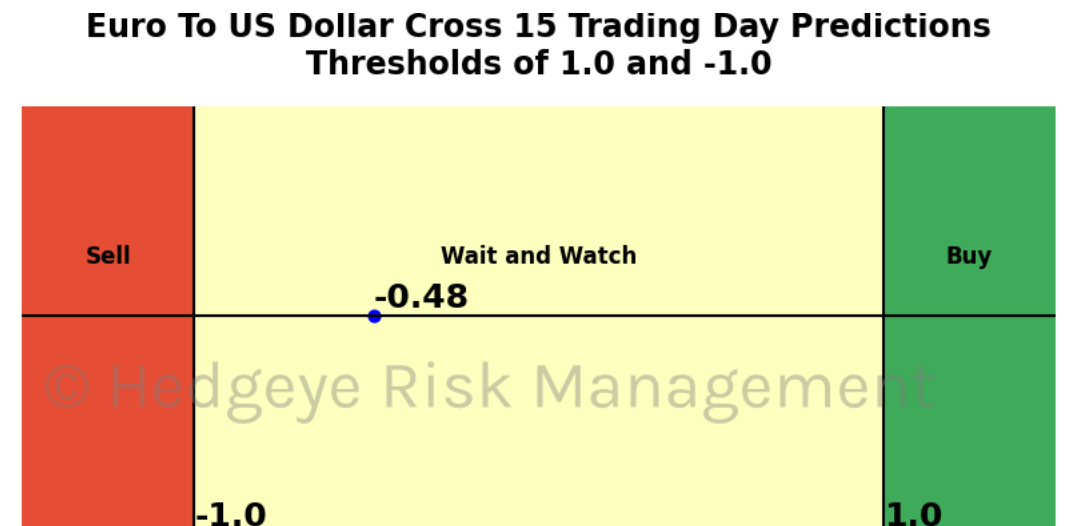 Euro To US Dollar Cross 15 Trading Day Predictions
Thresholds of 1.0 and -1.0
Sell
Wait and Watch
Buy
-0.48
© Hedgeye Risk Management
-1.0
1.0